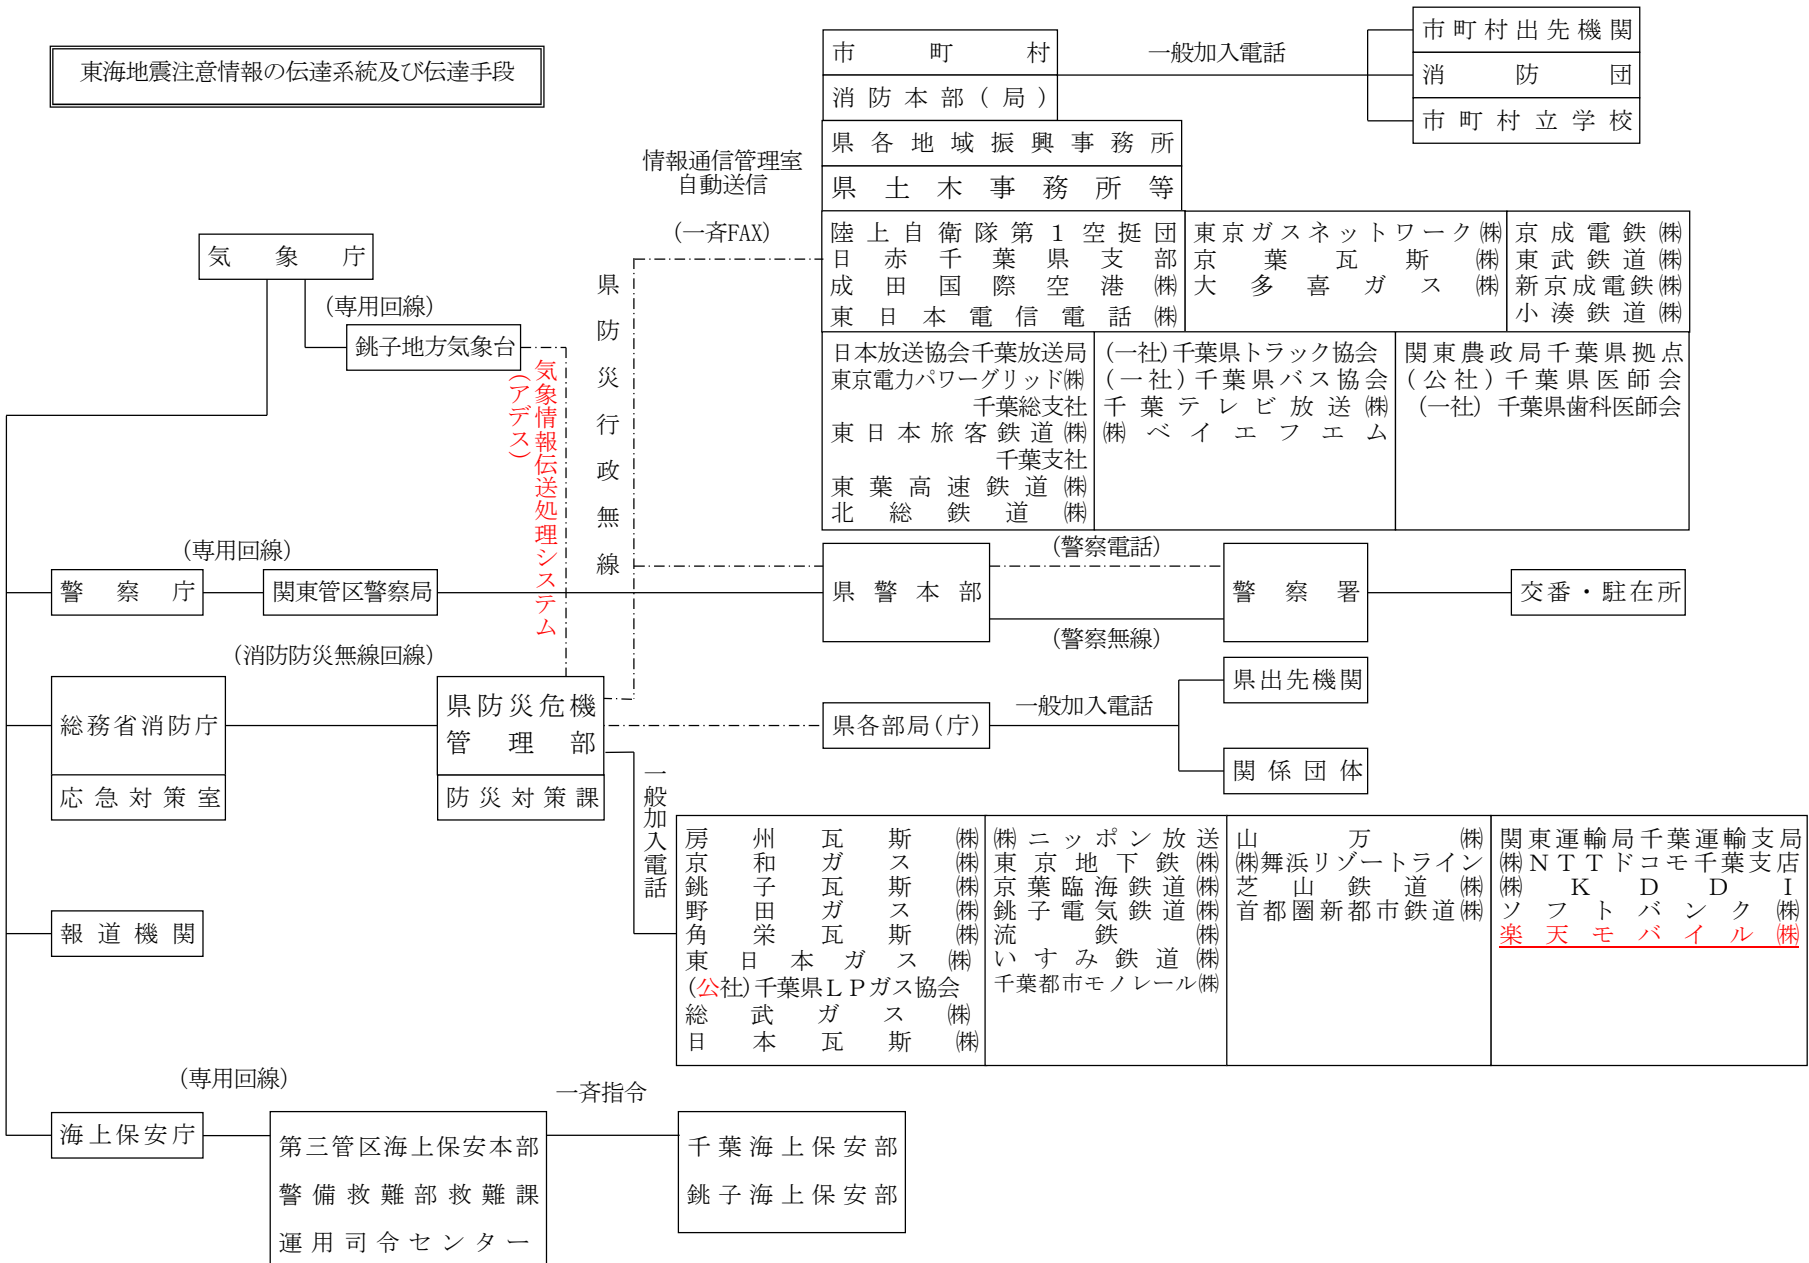 東海地震注意情報の伝達系統及び伝達手段
市町村
消防本部(局)
一般加入電話
市町村出先機関
消防団
市町村立学校
県各地域振興事務所
県土木事務所等
情報通信管理室
自動送信
(一斉FAX)
陸上自衛隊第1空挺団
日赤千葉県支部
成田国際空港㈱
東日本電信電話㈱
東京ガスネットワーク㈱
京葉瓦斯㈱
大多喜ガス㈱
京成電鉄㈱
東武鉄道㈱
新京成電鉄㈱
小湊鉄道㈱
日本放送協会千葉放送局
東京電力パワーグリッド㈱
千葉総支社
東日本旅客鉄道㈱
千葉支社
東葉高速鉄道㈱
北総鉄道㈱
(一社)千葉県トラック協会
(一社)千葉県バス協会
千葉テレビ放送㈱
㈱ベイエフエム
関東農政局千葉県拠点
(公社)千葉県医師会
(一社)千葉県歯科医師会
気象庁
(専用回線)
銚子地方気象台
気象情報伝送処理システム
(アデス)
県防災行政無線
(専用回線)
警察庁
関東管区警察局
県警本部
(警察電話)
(警察無線)
警察署
交番・駐在所
(消防防災無線回線)
総務省消防庁
応急対策室
県防災危機
管理部
防災対策課
県各部局(庁)
一般加入電話
県出先機関
関係団体
一般加入電話
房州瓦斯㈱
京和ガス㈱
銚子瓦斯㈱
野田ガス㈱
角栄瓦斯㈱
東日本ガス㈱
(公社)千葉県LPガス協会
総武ガス㈱
日本瓦斯㈱
㈱ニッポン放送
東京地下鉄㈱
京葉臨海鉄道㈱
銚子電気鉄道㈱
流鉄㈱
いすみ鉄道㈱
千葉都市モノレール㈱
山万㈱
㈱舞浜リゾートライン
芝山鉄道㈱
首都圏新都市鉄道㈱
関東運輸局千葉運輸支局
㈱NTTドコモ千葉支店
㈱KDDI
ソフトバンク㈱
楽天モバイル㈱
報道機関
(専用回線)
海上保安庁
第三管区海上保安本部
警備救難部救難課
運用司令センター
一斉指令
千葉海上保安部
銚子海上保安部